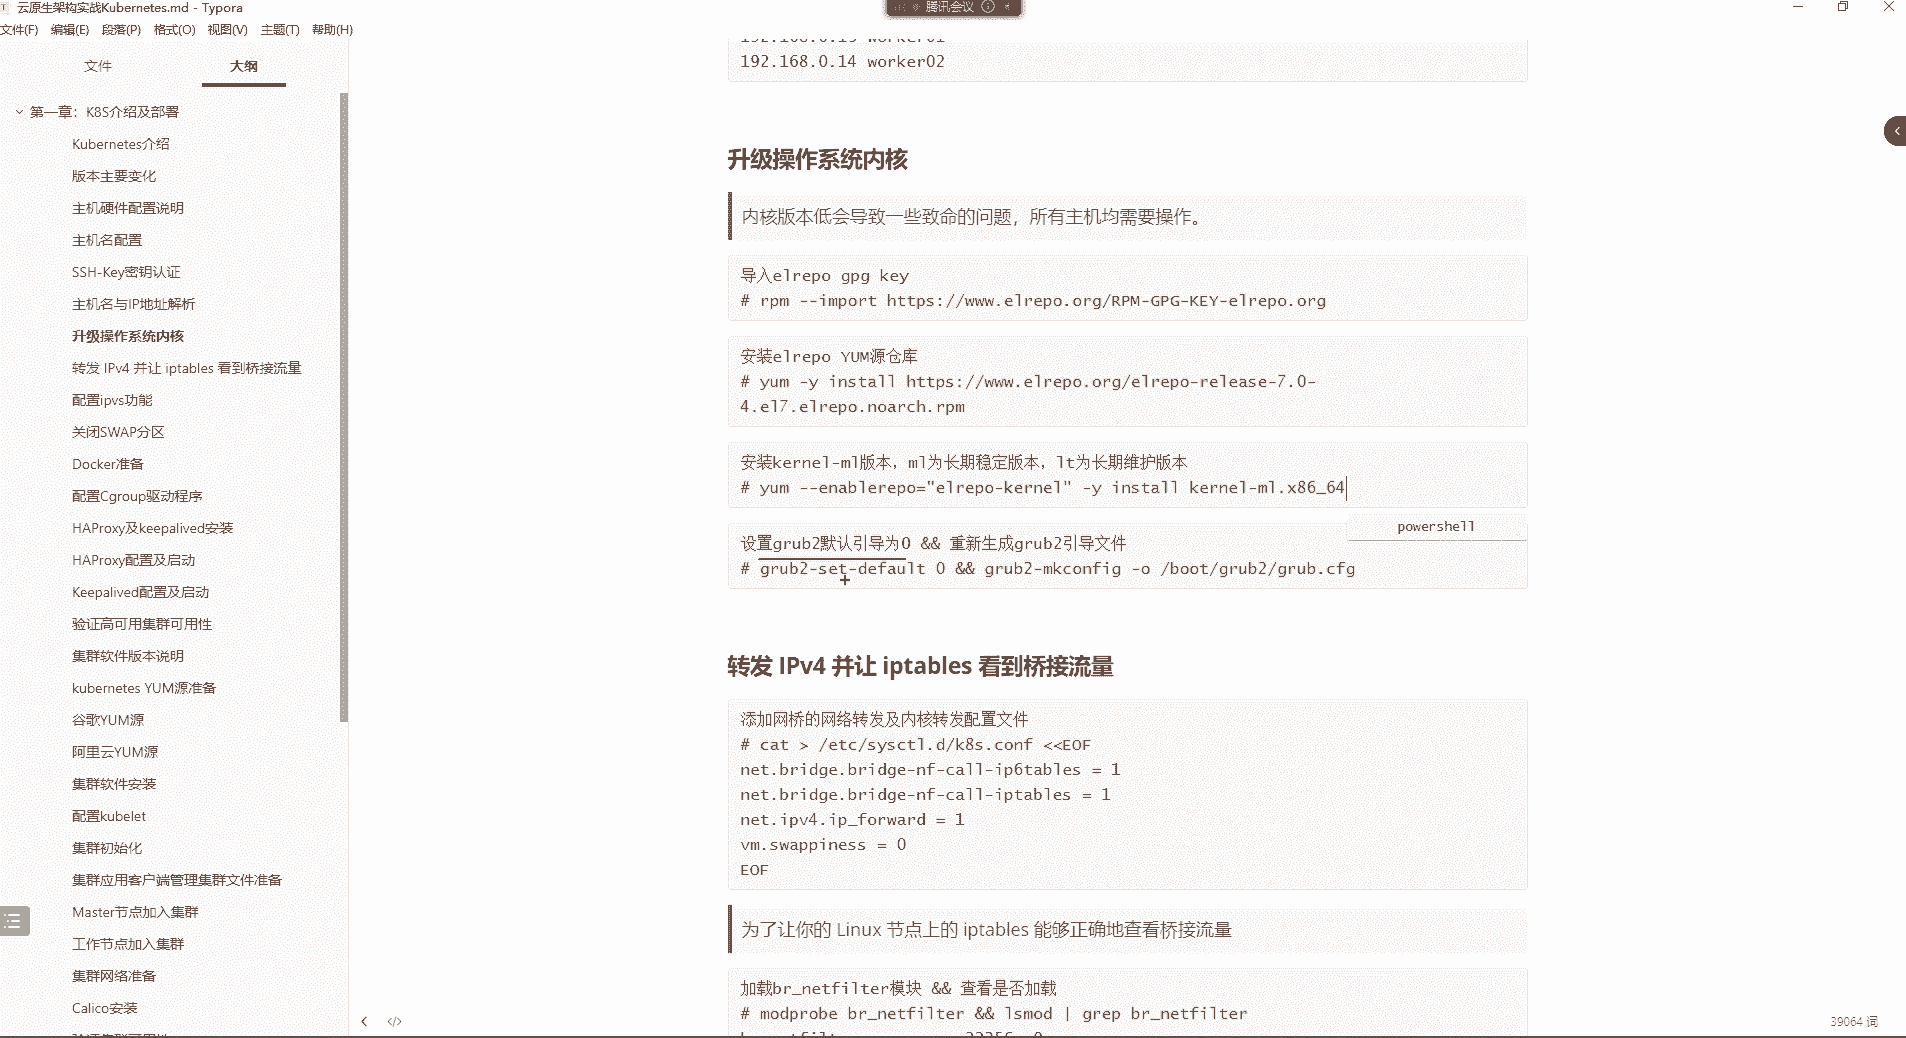 云原生架构实战Kubernetes.md - Typora
腾讯会议
文件(F) 编辑(E) 段落(P) 格式(O) 视图(V) 主题(T) 帮助(H)
文件 大纲
第一章：K8S介绍及部署
Kubernetes介绍
版本主要变化
主机硬件配置说明
主机名配置
SSH-Key密钥认证
主机名与IP地址解析
升级操作系统内核
转发 IPv4 并让 iptables 看到桥接流量
配置ipvs功能
关闭SWAP分区
Docker准备
配置Cgroup驱动程序
HAProxy及keepalived安装
HAProxy配置及启动
Keepalived配置及启动
验证高可用集群可用性
集群软件版本说明
kubernetes YUM源准备
谷歌YUM源
阿里云YUM源
集群软件安装
配置kubelet
集群初始化
集群应用客户端管理集群文件准备
Master节点加入集群
工作节点加入集群
集群网络准备
Calico安装
192.168.0.14 worker02
升级操作系统内核
内核版本低会导致一些致命的问题，所有主机均需要操作。
导入elrepo gpg key
# rpm --import https://www.elrepo.org/RPM-GPG-KEY-elrepo.org
安装elrepo YUM源仓库
# yum -y install https://www.elrepo.org/elrepo-release-7.0-
4.el7.elrepo.noarch.rpm
安装kernel-ml版本，ml为长期稳定版本，lt为长期维护版本
# yum --enablerepo="elrepo-kernel" -y install kernel-ml.x86_64
powershell
设置grub2默认引导为0 && 重新生成grub2引导文件
# grub2-set-default 0 && grub2-mkconfig -o /boot/grub2/grub.cfg
转发 IPv4 并让 iptables 看到桥接流量
添加网桥的网络转发及内核转发配置文件
# cat > /etc/sysctl.d/k8s.conf <<EOF
net.bridge.bridge-nf-call-ip6tables = 1
net.bridge.bridge-nf-call-iptables = 1
net.ipv4.ip_forward = 1
vm.swappiness = 0
EOF
为了让你的 Linux 节点上的 iptables 能够正确地查看桥接流量
加载br_netfilter模块 && 查看是否加载
# modprobe br_netfilter && lsmod | grep br_netfilter
39064 词